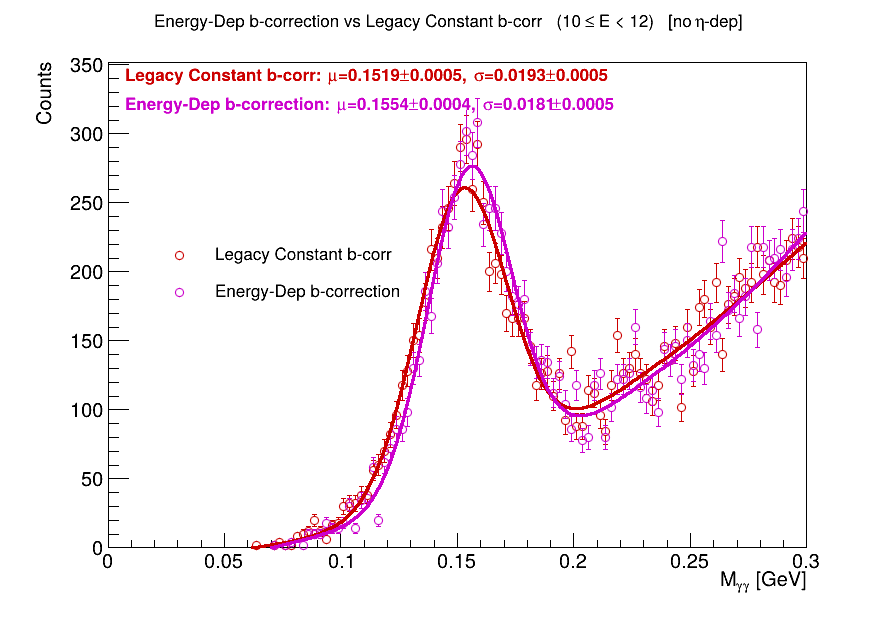 Energy-Dep b-correction vs Legacy Constant b-corr (10 ≤ E < 12) [no η-dep]
Counts
350
300
250
200
150
100
50
0
Legacy Constant b-corr: μ=0.1519±0.0005, σ=0.0193±0.0005
Energy-Dep b-correction: μ=0.1554±0.0004, σ=0.0181±0.0005
Legacy Constant b-corr
Energy-Dep b-correction
0 0.05 0.1 0.15 0.2 0.25 0.3
Mγγ [GeV]